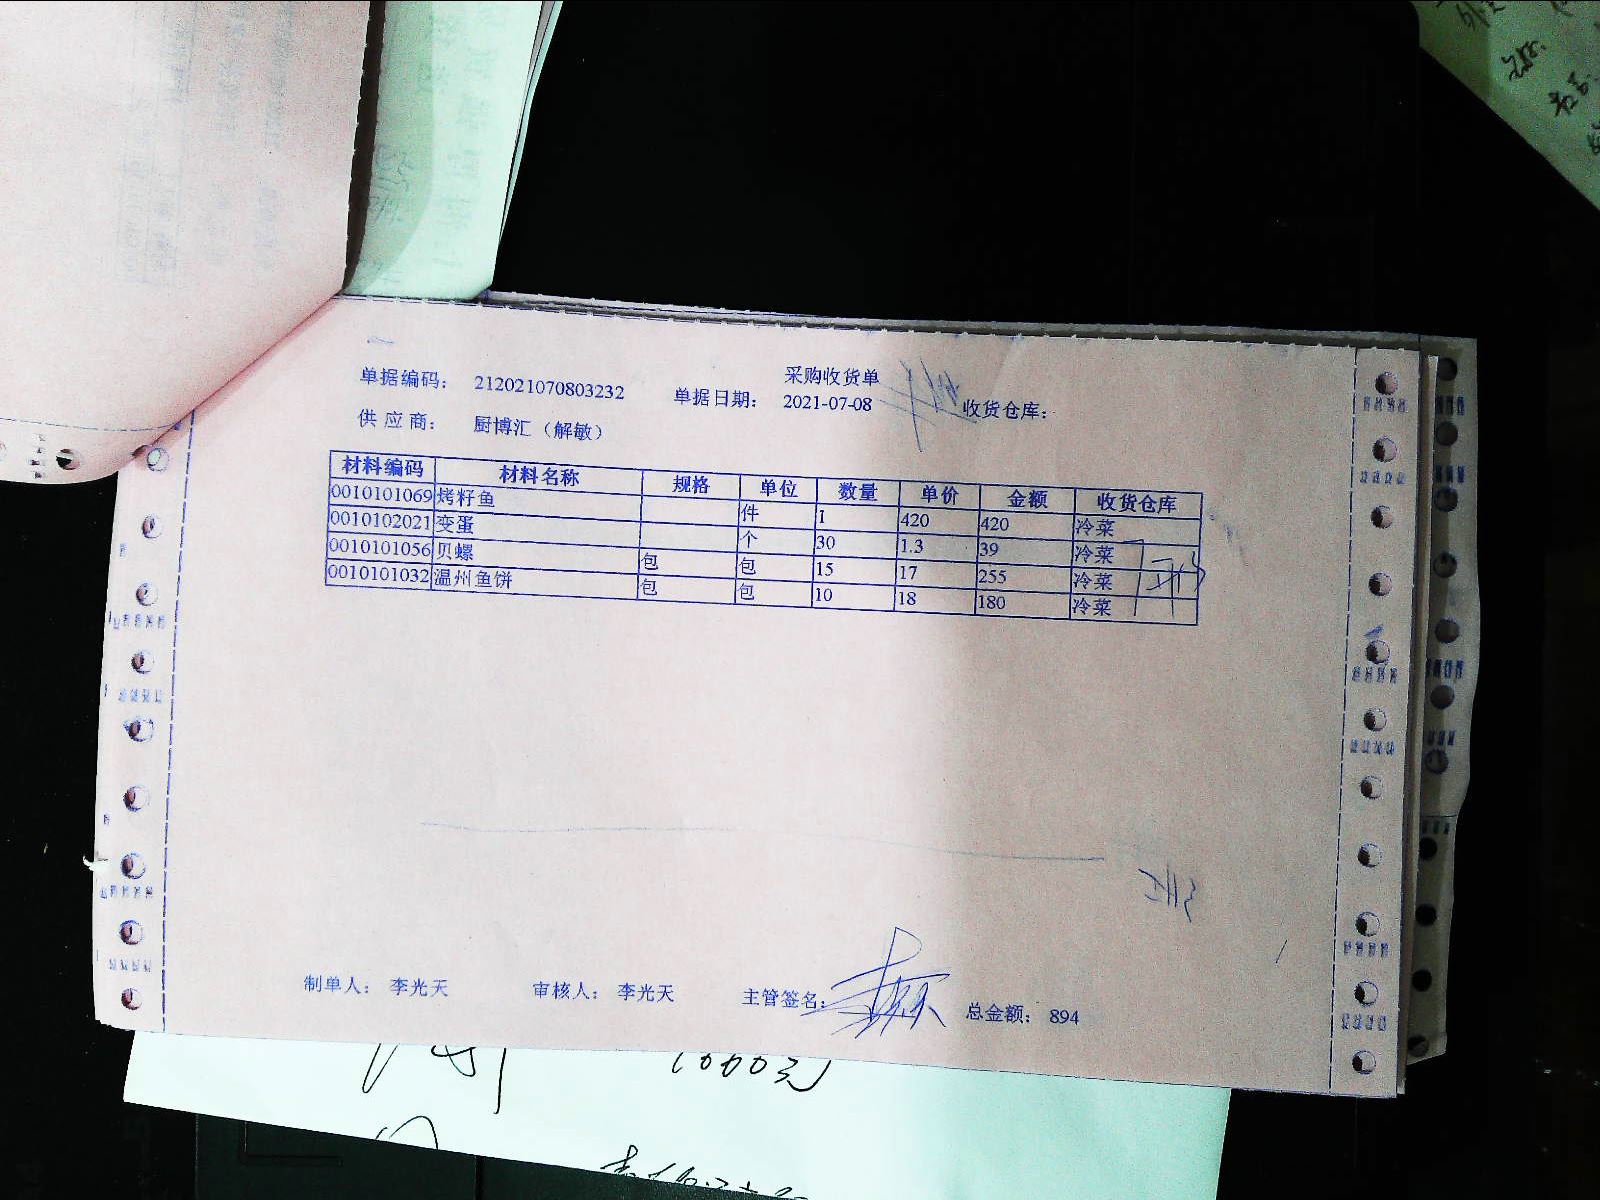 采购收货单
单据编码: 212021070803232 单据日期: 2021-07-08 收货仓库:
供应商: 厨博汇（解敏）
材料编码 材料名称 规格 单位 数量 单价 金额 收货仓库
0010101069 烤籽鱼 件 1 420 420 冷菜
0010102021 变蛋 个 30 1.3 39 冷菜
0010101056 贝螺 包 包 15 17 255 冷菜
0010101032 温州鱼饼 包 包 10 18 180 冷菜
制单人: 李光天 审核人: 李光天 主管签名: 总金额: 894